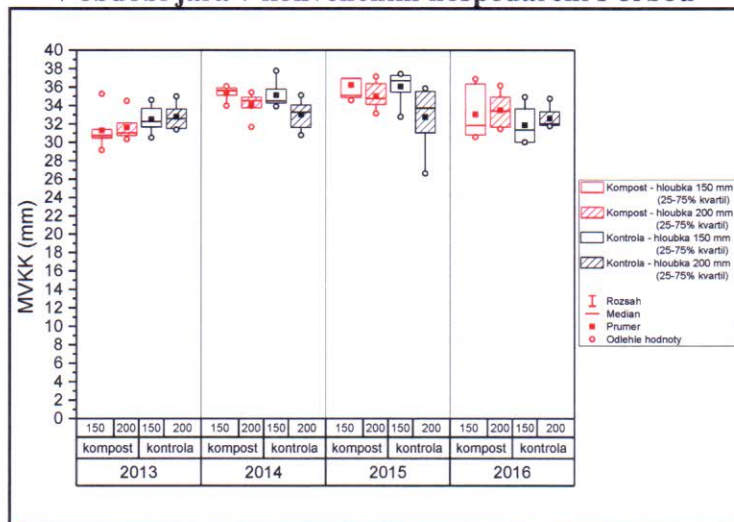 40
38
36
34
32
30
28
26
24
22
20
18
16
14
12
10
8
6
4
2
0
MVKK (mm)
150 200 150 200 150 200 150 200 150 200 150 200 150 200 150 200
kompost kontrola kompost kontrola kompost kontrola kompost kontrola
2013 2014 2015 2016
Kompost - hloubka 150 mm
(25-75% kvartil)
Kompost - hloubka 200 mm
(25-75% kvartil)
Kontrola - hloubka 150 mm
(25-75% kvartil)
Kontrola - hloubka 200 mm
(25-75% kvartil)
Rozsah
Median
Prumer
Odlehle hodnoty